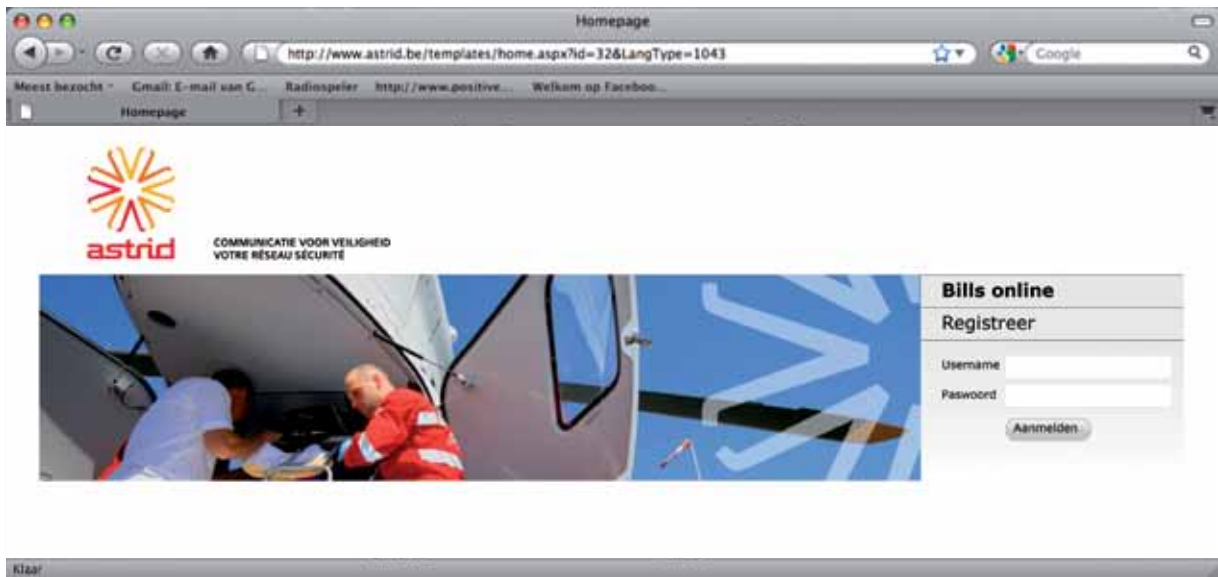 Homepage
http://www.astrid.be/templates/home.aspx?id=32&LangType=1043
Google
Meest bezocht Gmail: E-mail van G... Radiospeler http://www.positive... Welkom op Faceboo...
Homepage +
astrid
COMMUNICATIE VOOR VEILIGHEID
VOTRE RÉSEAU SÉCURITÉ
Bills online
Registreer
Username
Paswoord
Aanmelden
Klaar